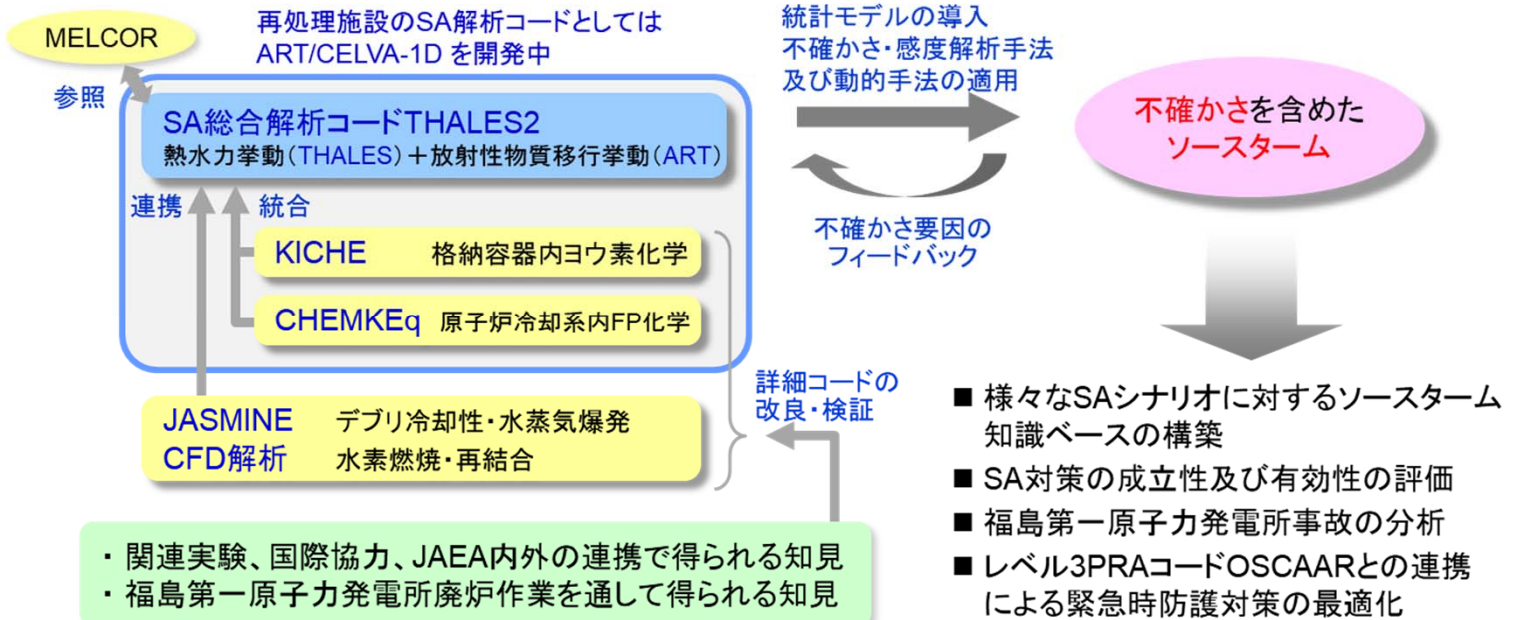 MELCOR
再処理施設のSA解析コードとしては
ART/CELVA-1D を開発中
参照
SA総合解析コードTHALES2
熱水力挙動(THALES)＋放射性物質移行挙動(ART)
連携
統合
KICHE 格納容器内ヨウ素化学
CHEMKEq 原子炉冷却系内FP化学
JASMINE デブリ冷却性・水蒸気爆発
CFD解析 水素燃焼・再結合
詳細コードの
改良・検証
・ 関連実験、国際協力、JAEA内外の連携で得られる知見
・ 福島第一原子力発電所廃炉作業を通して得られる知見
統計モデルの導入
不確かさ・感度解析手法
及び動的手法の適用
不確かさ要因の
フィードバック
不確かさを含めた
ソースターム
■ 様々なSAシナリオに対するソースターム
知識ベースの構築
■ SA対策の成立性及び有効性の評価
■ 福島第一原子力発電所事故の分析
■ レベル3PRAコードOSCAARとの連携
による緊急時防護対策の最適化